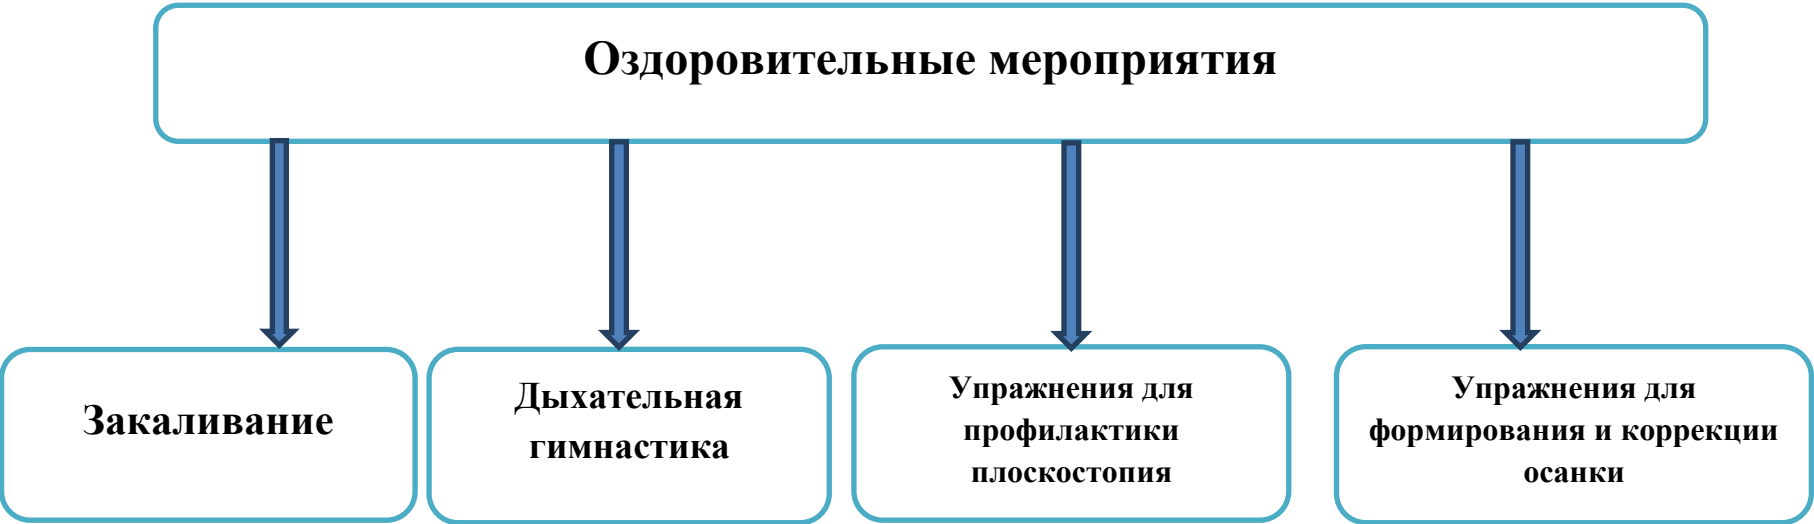 Оздоровительные мероприятия
Закаливание
Дыхательная
гимнастика
Упражнения для
профилактики
плоскостопия
Упражнения для
формирования и коррекции
осанки